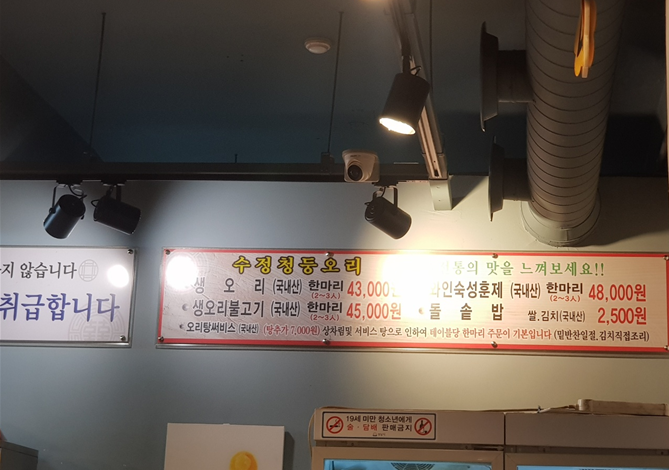 지 않습니다
취급합니다
수정청둥오리
통의 맛을 느껴보세요!!
생 오 리 (국내산) 한마리 (2~3人) 43,000원
와인숙성훈제 (국내산) 한마리 (2~3人) 48,000원
생오리불고기 (국내산) 한마리 (2~3人) 45,000원
돌 솥 밥 쌀.김치(국내산) 2,500원
오리탕써비스 (국내산) (탕추가 7,000원) 상차림및 서비스 탕으로 인하여 테이블당 한마리 주문이 기본입니다 (밑반찬일절.김치직접조리)
19세 미만 청소년에게
술·담배 판매금지